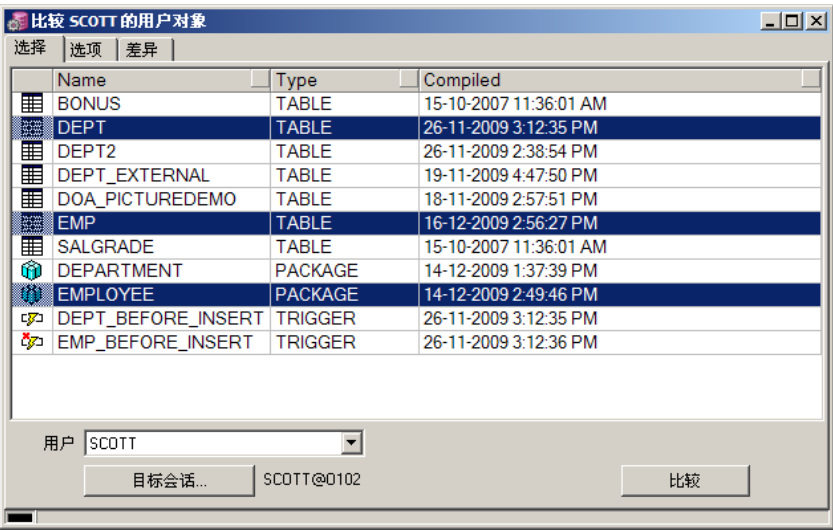 比较 SCOTT 的用户对象
选择 选项 差异
Name Type Compiled
BONUS TABLE 15-10-2007 11:36:01 AM
DEPT TABLE 26-11-2009 3:12:35 PM
DEPT2 TABLE 26-11-2009 2:38:54 PM
DEPT_EXTERNAL TABLE 19-11-2009 4:47:50 PM
DOA_PICTUREDEMO TABLE 18-11-2009 2:57:51 PM
EMP TABLE 16-12-2009 2:56:27 PM
SALGRADE TABLE 15-10-2007 11:36:01 AM
DEPARTMENT PACKAGE 14-12-2009 1:37:39 PM
EMPLOYEE PACKAGE 14-12-2009 2:49:46 PM
DEPT_BEFORE_INSERT TRIGGER 26-11-2009 3:12:35 PM
EMP_BEFORE_INSERT TRIGGER 26-11-2009 3:12:36 PM
用户 SCOTT
目标会话... SCOTT@O102 比较